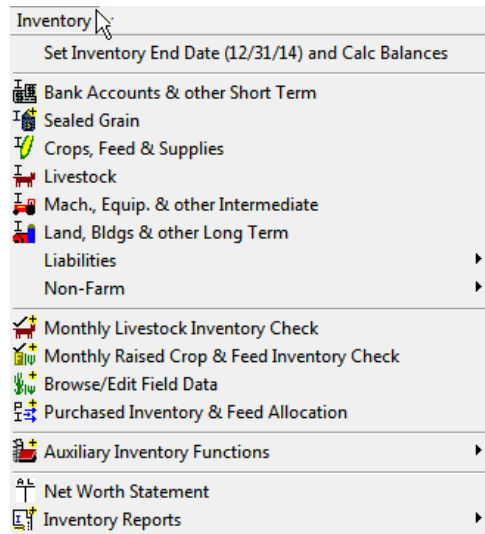 Inventory
Set Inventory End Date (12/31/14) and Calc Balances
Bank Accounts & other Short Term
Sealed Grain
Crops, Feed & Supplies
Livestock
Mach., Equip. & other Intermediate
Land, Bldgs & other Long Term
Liabilities
Non-Farm
Monthly Livestock Inventory Check
Monthly Raised Crop & Feed Inventory Check
Browse/Edit Field Data
Purchased Inventory & Feed Allocation
Auxiliary Inventory Functions
Net Worth Statement
Inventory Reports